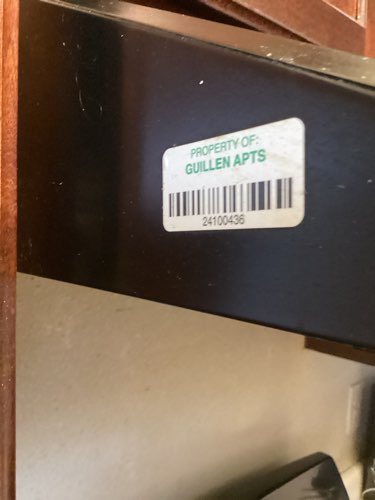 PROPERTY OF:
GUILLEN APTS
24100436